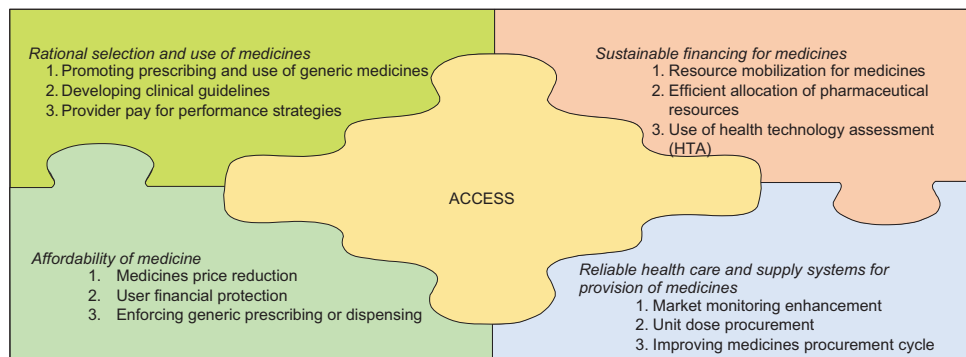 Rational selection and use of medicines
1. Promoting prescribing and use of generic medicines
2. Developing clinical guidelines
3. Provider pay for performance strategies
Sustainable financing for medicines
1. Resource mobilization for medicines
2. Efficient allocation of pharmaceutical
resources
3. Use of health technology assessment
(HTA)
ACCESS
Affordability of medicine
1. Medicines price reduction
2. User financial protection
3. Enforcing generic prescribing or dispensing
Reliable health care and supply systems for
provision of medicines
1. Market monitoring enhancement
2. Unit dose procurement
3. Improving medicines procurement cycle